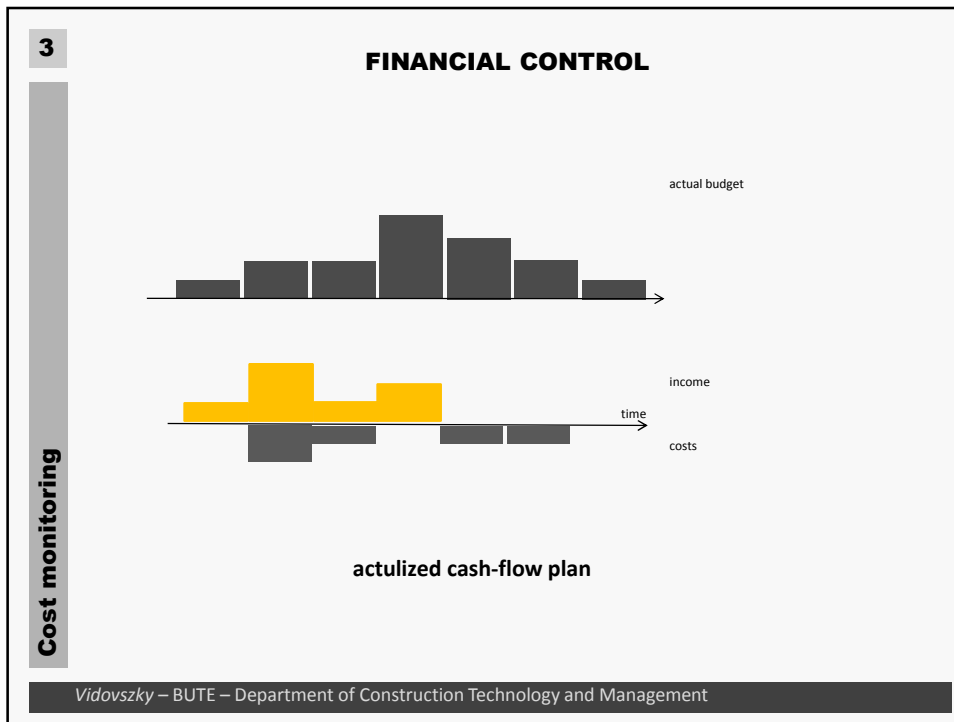 3
FINANCIAL CONTROL
actual budget
income
time
costs
actulized cash-flow plan
Cost monitoring
Vidovszky – BUTE – Department of Construction Technology and Management